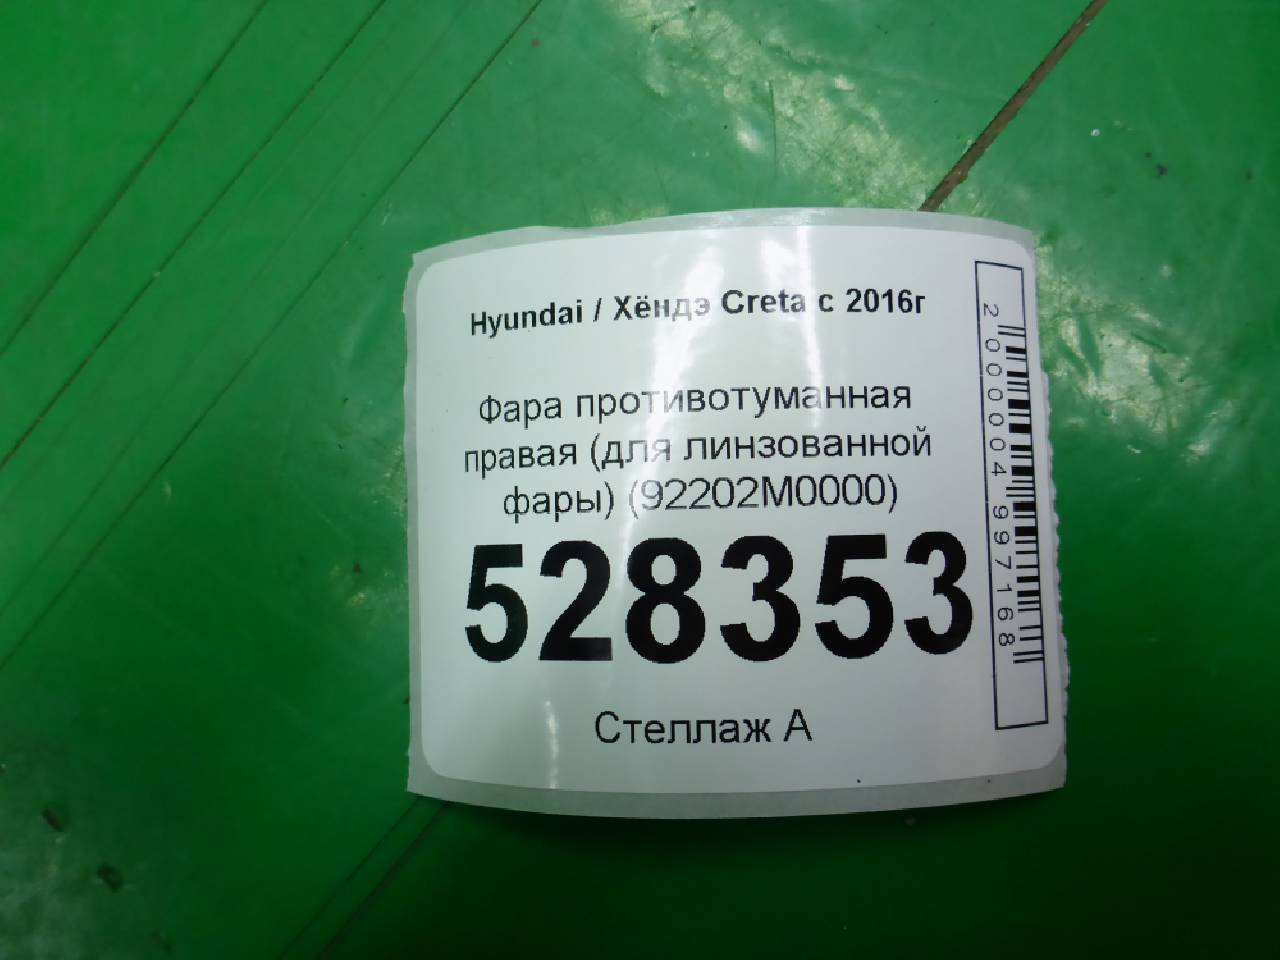 Hyundai / Хёндэ Creta с 2016г
Фара противотуманная
правая (для линзованной
фары) (92202M0000)
528353
Стеллаж А
2000004997168